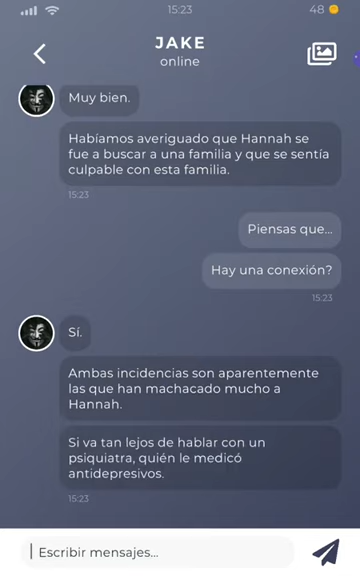 15:23
48
JAKE
online
Muy bien.
Habíamos averiguado que Hannah se
fue a buscar a una familia y que se sentía
culpable con esta familia.
15:23
Piensas que...
Hay una conexión?
15:23
Sí.
Ambas incidencias son aparentemente
las que han machacado mucho a
Hannah.
Si va tan lejos de hablar con un
psiquiatra, quién le medicó
antidepresivos.
15:23
Escribir mensajes...